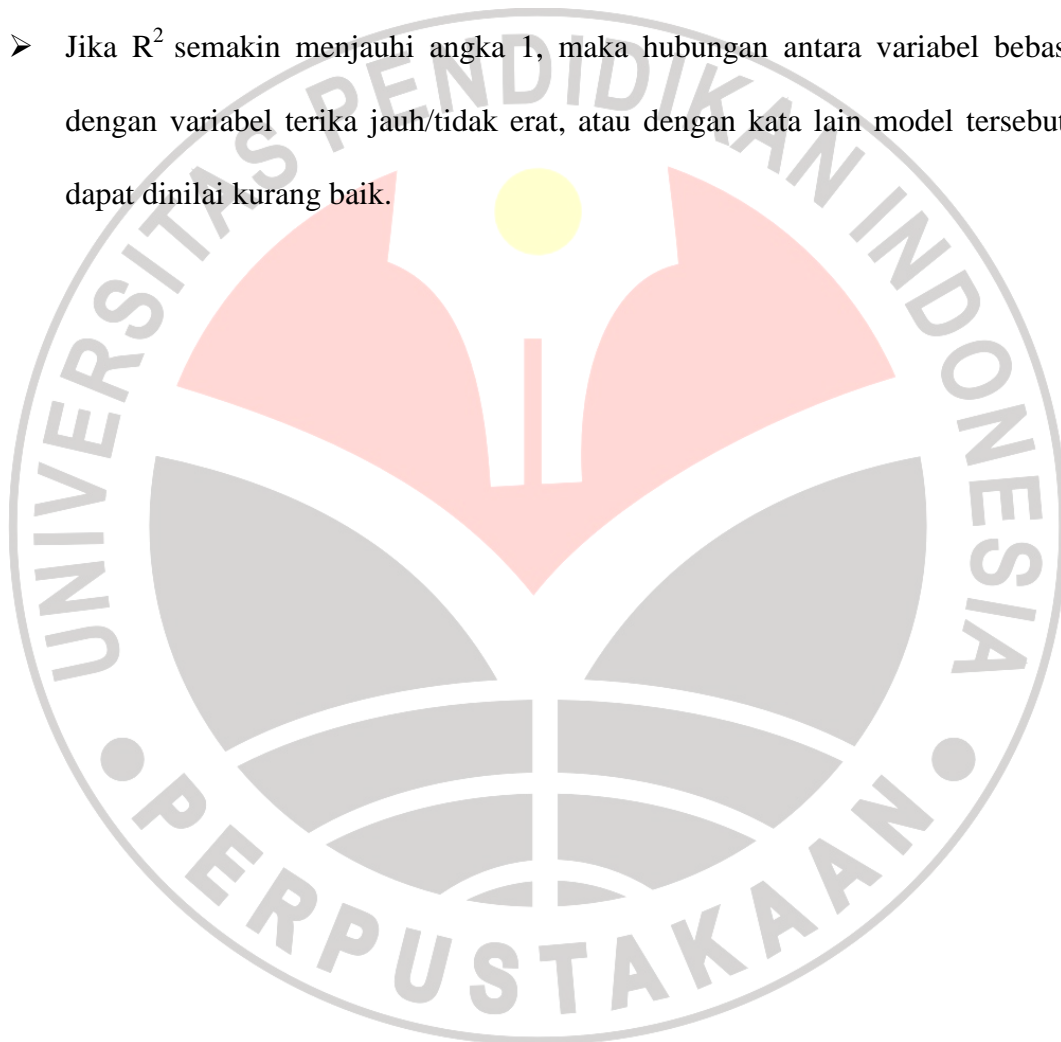 ➢ Jika R² semakin menjauhi angka 1, maka hubungan antara variabel bebas
dengan variabel terika jauh/tidak erat, atau dengan kata lain model tersebut
dapat dinilai kurang baik.
UNIVERSITAS PENDIDIKAN INDONESIA
PERPUSTAKAAN